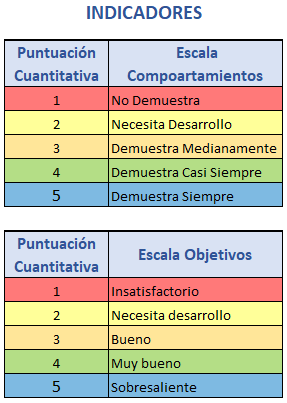 INDICADORES
Puntuación Cuantitativa Escala Compoartamientos
1 No Demuestra
2 Necesita Desarrollo
3 Demuestra Medianamente
4 Demuestra Casi Siempre
5 Demuestra Siempre
Puntuación Cuantitativa Escala Objetivos
1 Insatisfactorio
2 Necesita desarrollo
3 Bueno
4 Muy bueno
5 Sobresaliente